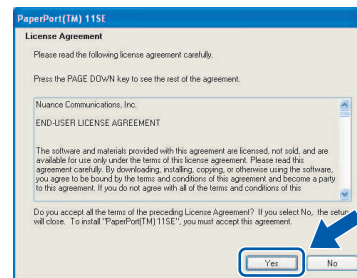 PaperPort(TM) 11SE
License Agreement
Please read the following license agreement carefully.
Press the PAGE DOWN key to see the rest of the agreement.
Nuance Communications, Inc.
END-USER LICENSE AGREEMENT
The software and materials provided with this agreement are licensed, not sold, and are
available for use only under the terms of this license agreement. Please read this
agreement carefully. By downloading, installing, copying, or otherwise using the software,
you agree to be bound by the terms and conditions of this agreement and become a party
to this agreement. If you do not agree with all of the terms and conditions of this
Do you accept all the terms of the preceding License Agreement? If you select No, the setup
will close. To install "PaperPort(TM) 11SE", you must accept this agreement.
Yes No